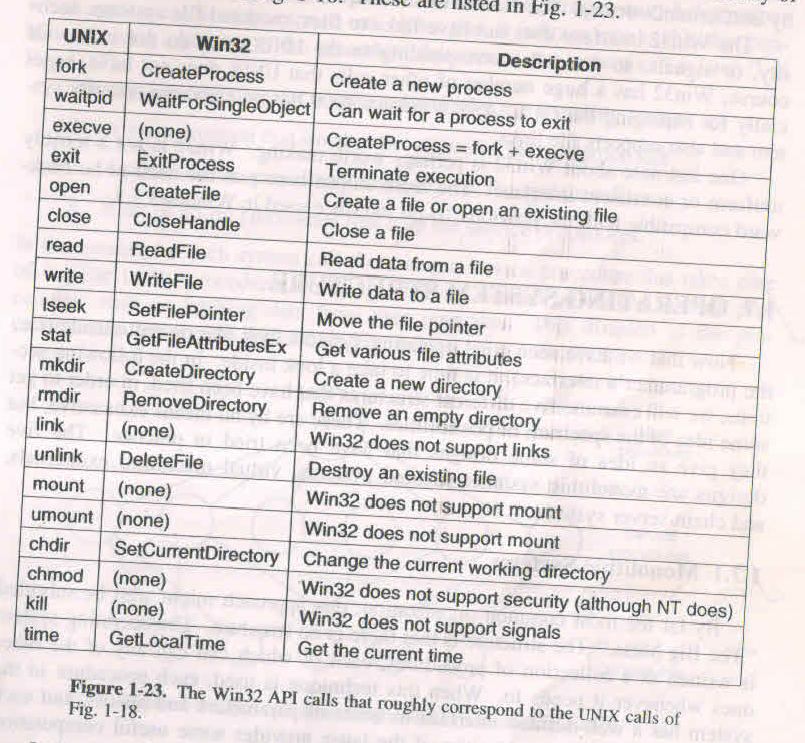 These are listed in Fig. 1-23.
UNIX Win32 Description
fork CreateProcess Create a new process
waitpid WaitForSingleObject Can wait for a process to exit
execve (none) CreateProcess = fork + execve
exit ExitProcess Terminate execution
open CreateFile Create a file or open an existing file
close CloseHandle Close a file
read ReadFile Read data from a file
write WriteFile Write data to a file
lseek SetFilePointer Move the file pointer
stat GetFileAttributesEx Get various file attributes
mkdir CreateDirectory Create a new directory
rmdir RemoveDirectory Remove an empty directory
link (none) Win32 does not support links
unlink DeleteFile Destroy an existing file
mount (none) Win32 does not support mount
umount (none) Win32 does not support mount
chdir SetCurrentDirectory Change the current working directory
chmod (none) Win32 does not support security (although NT does)
kill (none) Win32 does not support signals
time GetLocalTime Get the current time
Figure 1-23. The Win32 API calls that roughly correspond to the UNIX calls of
Fig. 1-18.